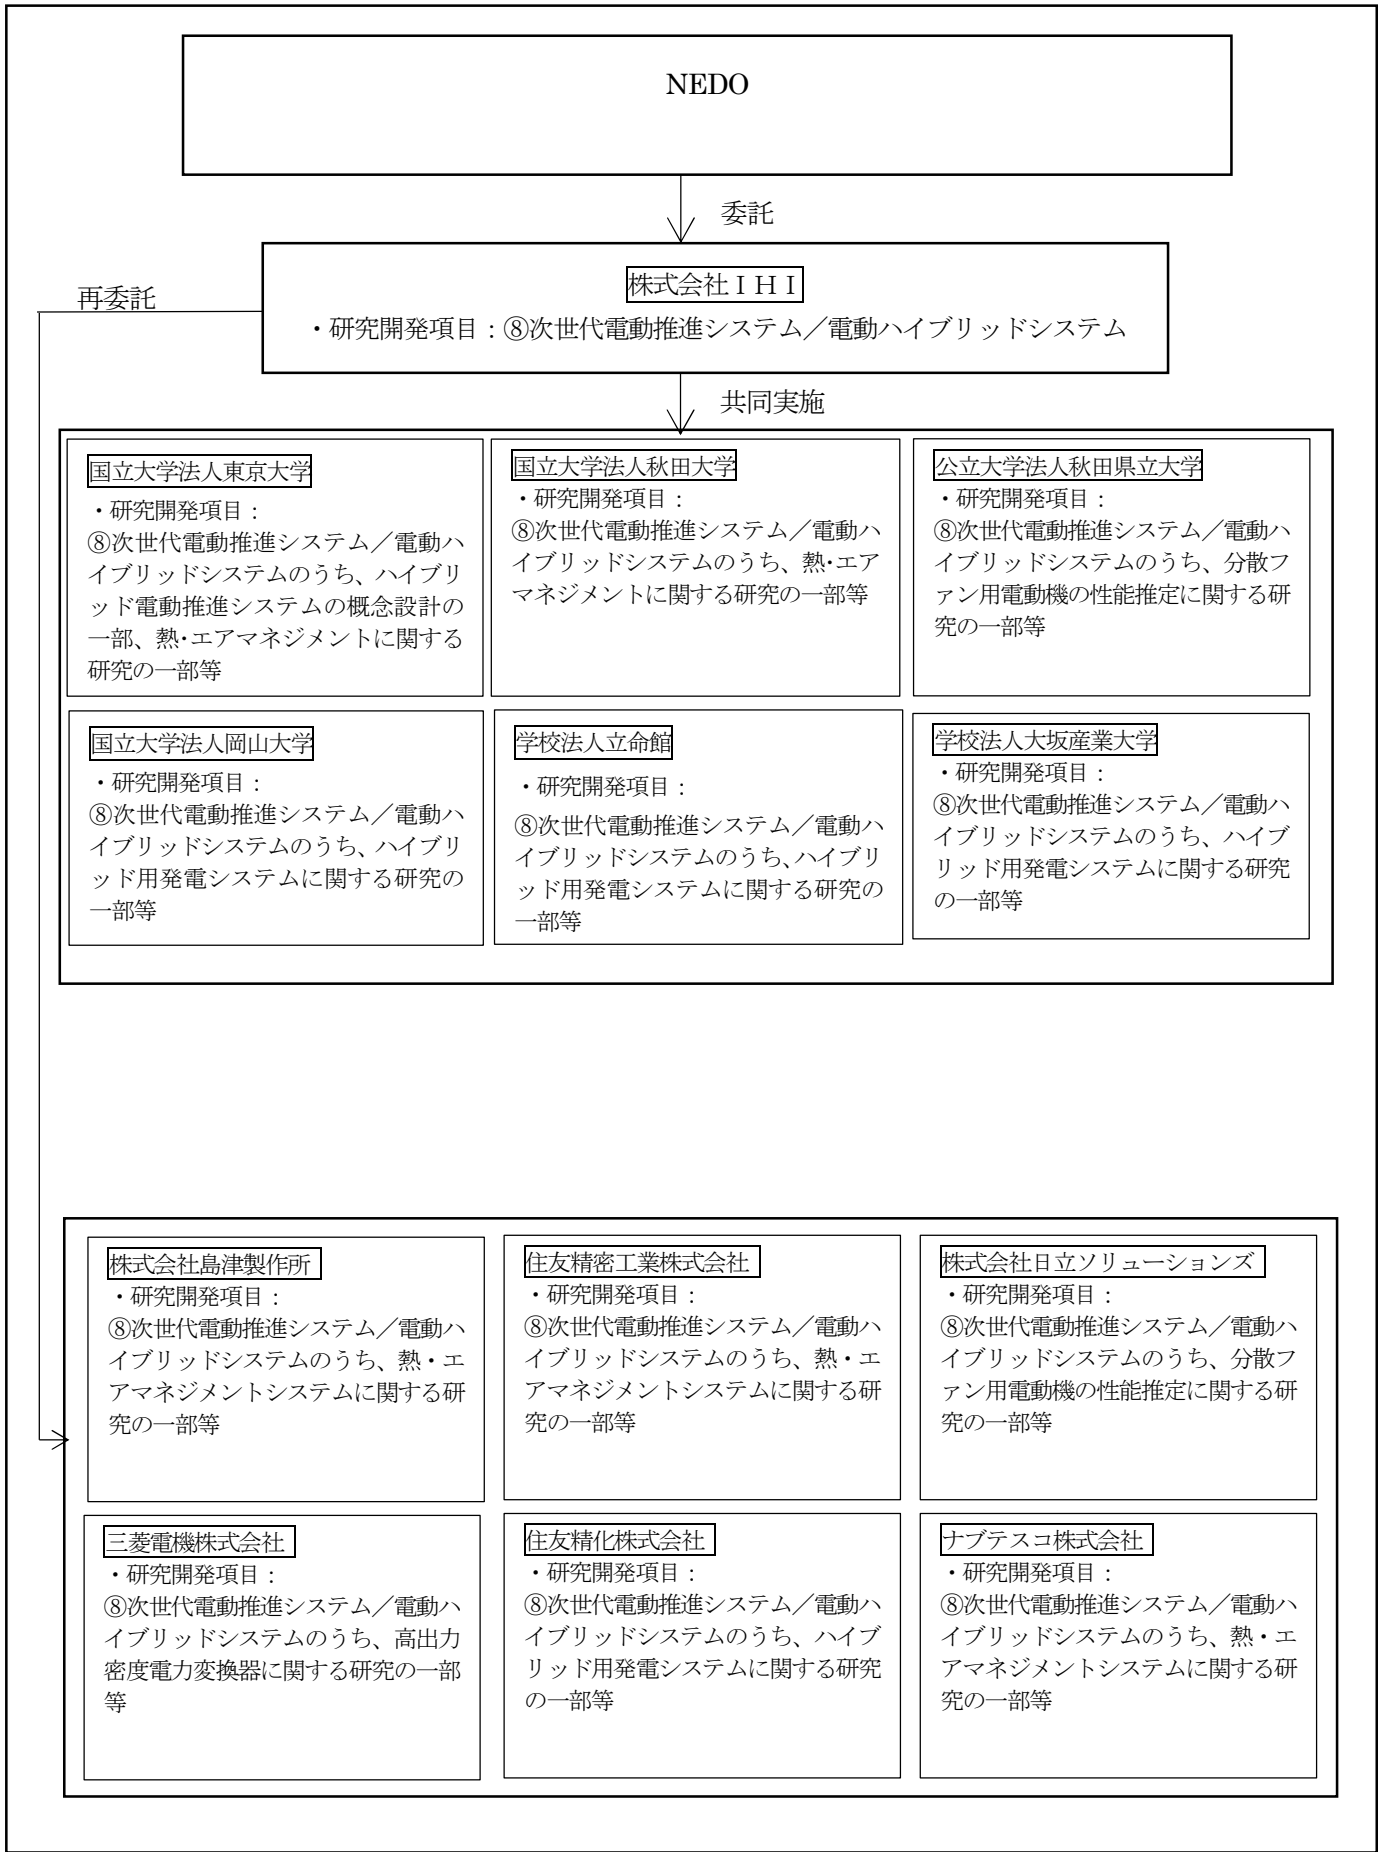 NEDO
委託
株式会社ＩＨＩ
・研究開発項目：⑧次世代電動推進システム／電動ハイブリッドシステム
再委託
共同実施
国立大学法人東京大学
・研究開発項目：
⑧次世代電動推進システム／電動ハ
イブリッドシステムのうち、ハイブリ
ッド電動推進システムの概念設計の
一部、熱・エアマネジメントに関する
研究の一部等
国立大学法人秋田大学
・研究開発項目：
⑧次世代電動推進システム／電動ハ
イブリッドシステムのうち、熱・エア
マネジメントに関する研究の一部等
公立大学法人秋田県立大学
・研究開発項目：
⑧次世代電動推進システム／電動ハ
イブリッドシステムのうち、分散フ
ァン用電動機の性能推定に関する研
究の一部等
国立大学法人岡山大学
・研究開発項目：
⑧次世代電動推進システム／電動ハ
イブリッドシステムのうち、ハイブリ
ッド用発電システムに関する研究の
一部等
学校法人立命館
・研究開発項目：
⑧次世代電動推進システム／電動ハ
イブリッドシステムのうち、ハイブリ
ッド用発電システムに関する研究の
一部等
学校法人大坂産業大学
・研究開発項目：
⑧次世代電動推進システム／電動ハ
イブリッドシステムのうち、ハイブ
リッド用発電システムに関する研究
の一部等
株式会社島津製作所
・研究開発項目：
⑧次世代電動推進システム／電動ハ
イブリッドシステムのうち、熱・エ
アマネジメントシステムに関する研
究の一部等
住友精密工業株式会社
・研究開発項目：
⑧次世代電動推進システム／電動ハ
イブリッドシステムのうち、熱・エ
アマネジメントシステムに関する研
究の一部等
株式会社日立ソリューションズ
・研究開発項目：
⑧次世代電動推進システム／電動ハ
イブリッドシステムのうち、分散フ
ァン用電動機の性能推定に関する研
究の一部等
三菱電機株式会社
・研究開発項目：
⑧次世代電動推進システム／電動ハ
イブリッドシステムのうち、高出力
密度電力変換器に関する研究の一部
等
住友精化株式会社
・研究開発項目：
⑧次世代電動推進システム／電動ハ
イブリッドシステムのうち、ハイブ
リッド用発電システムに関する研究
の一部等
ナブテスコ株式会社
・研究開発項目：
⑧次世代電動推進システム／電動ハ
イブリッドシステムのうち、熱・エ
アマネジメントシステムに関する研
究の一部等